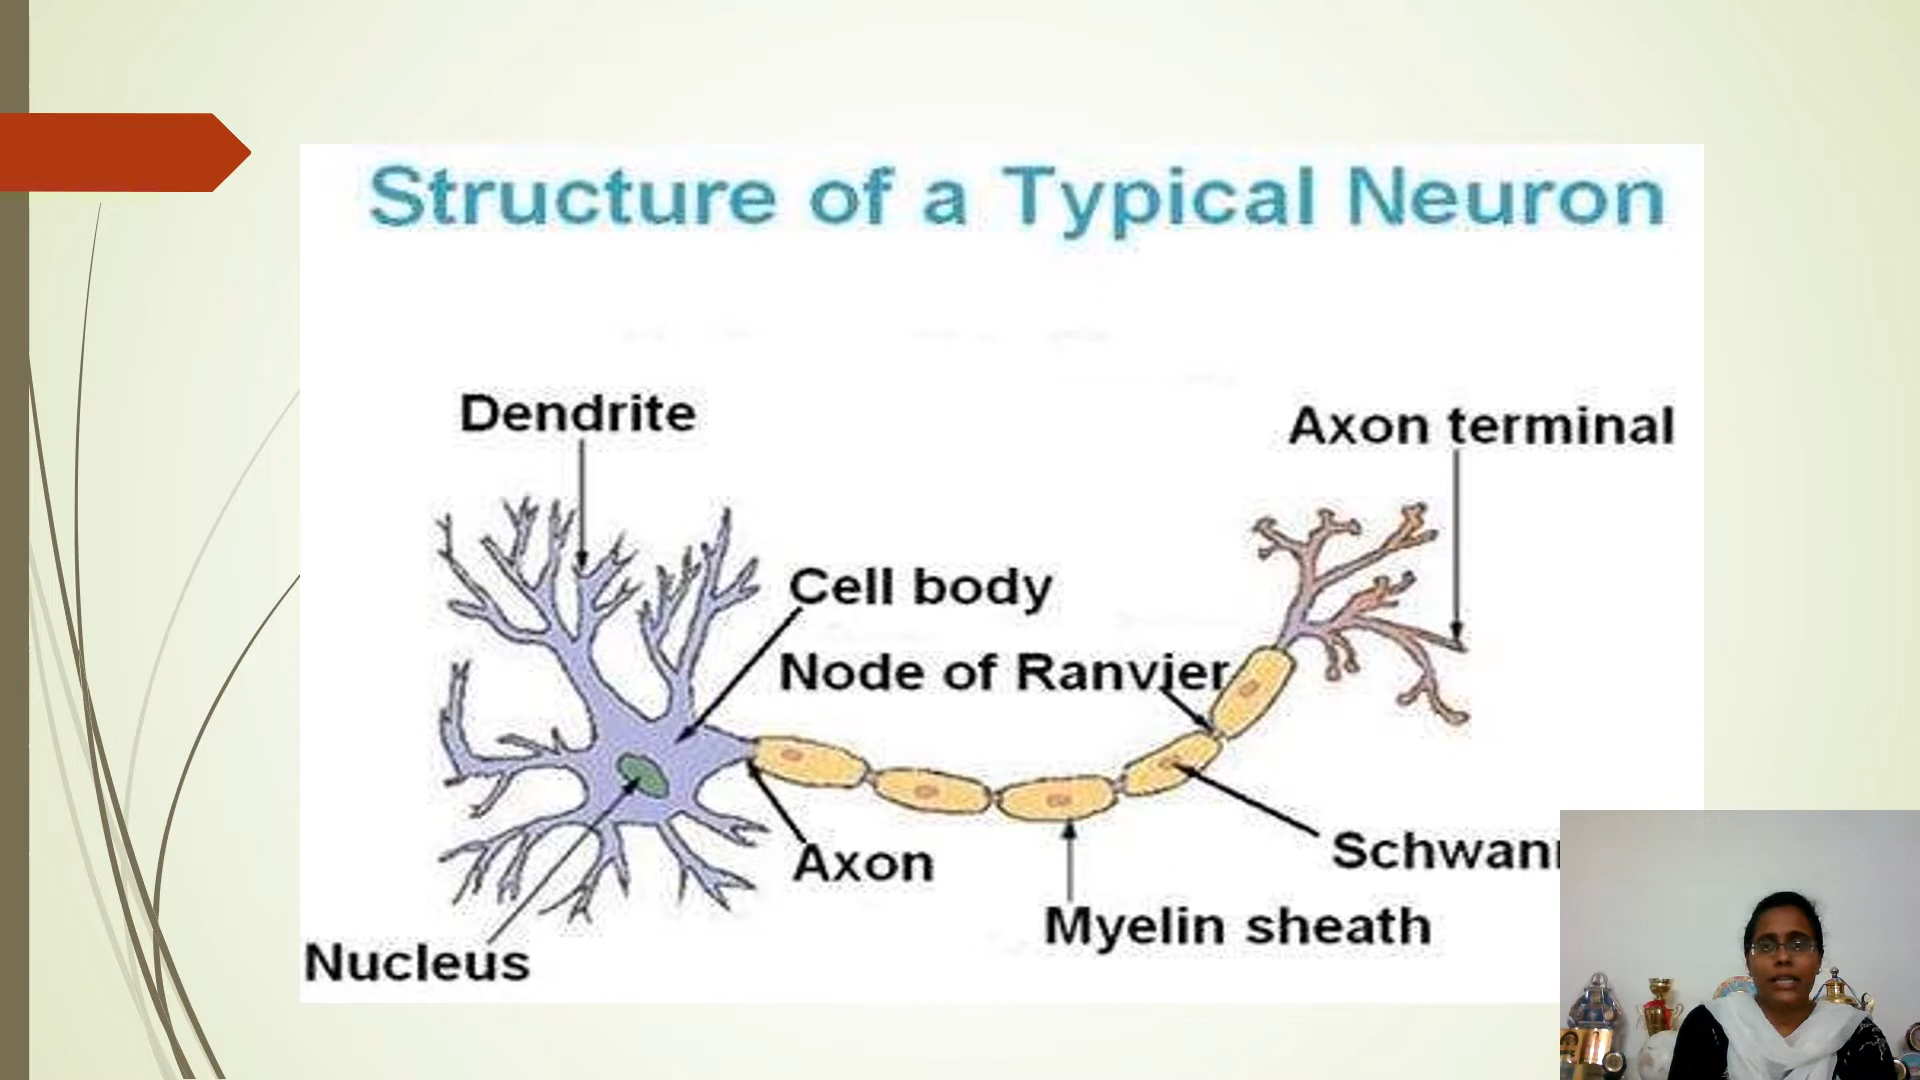 Structure of a Typical Neuron
Dendrite
Axon terminal
Cell body
Node of Ranvier
Axon
Schwann
Myelin sheath
Nucleus